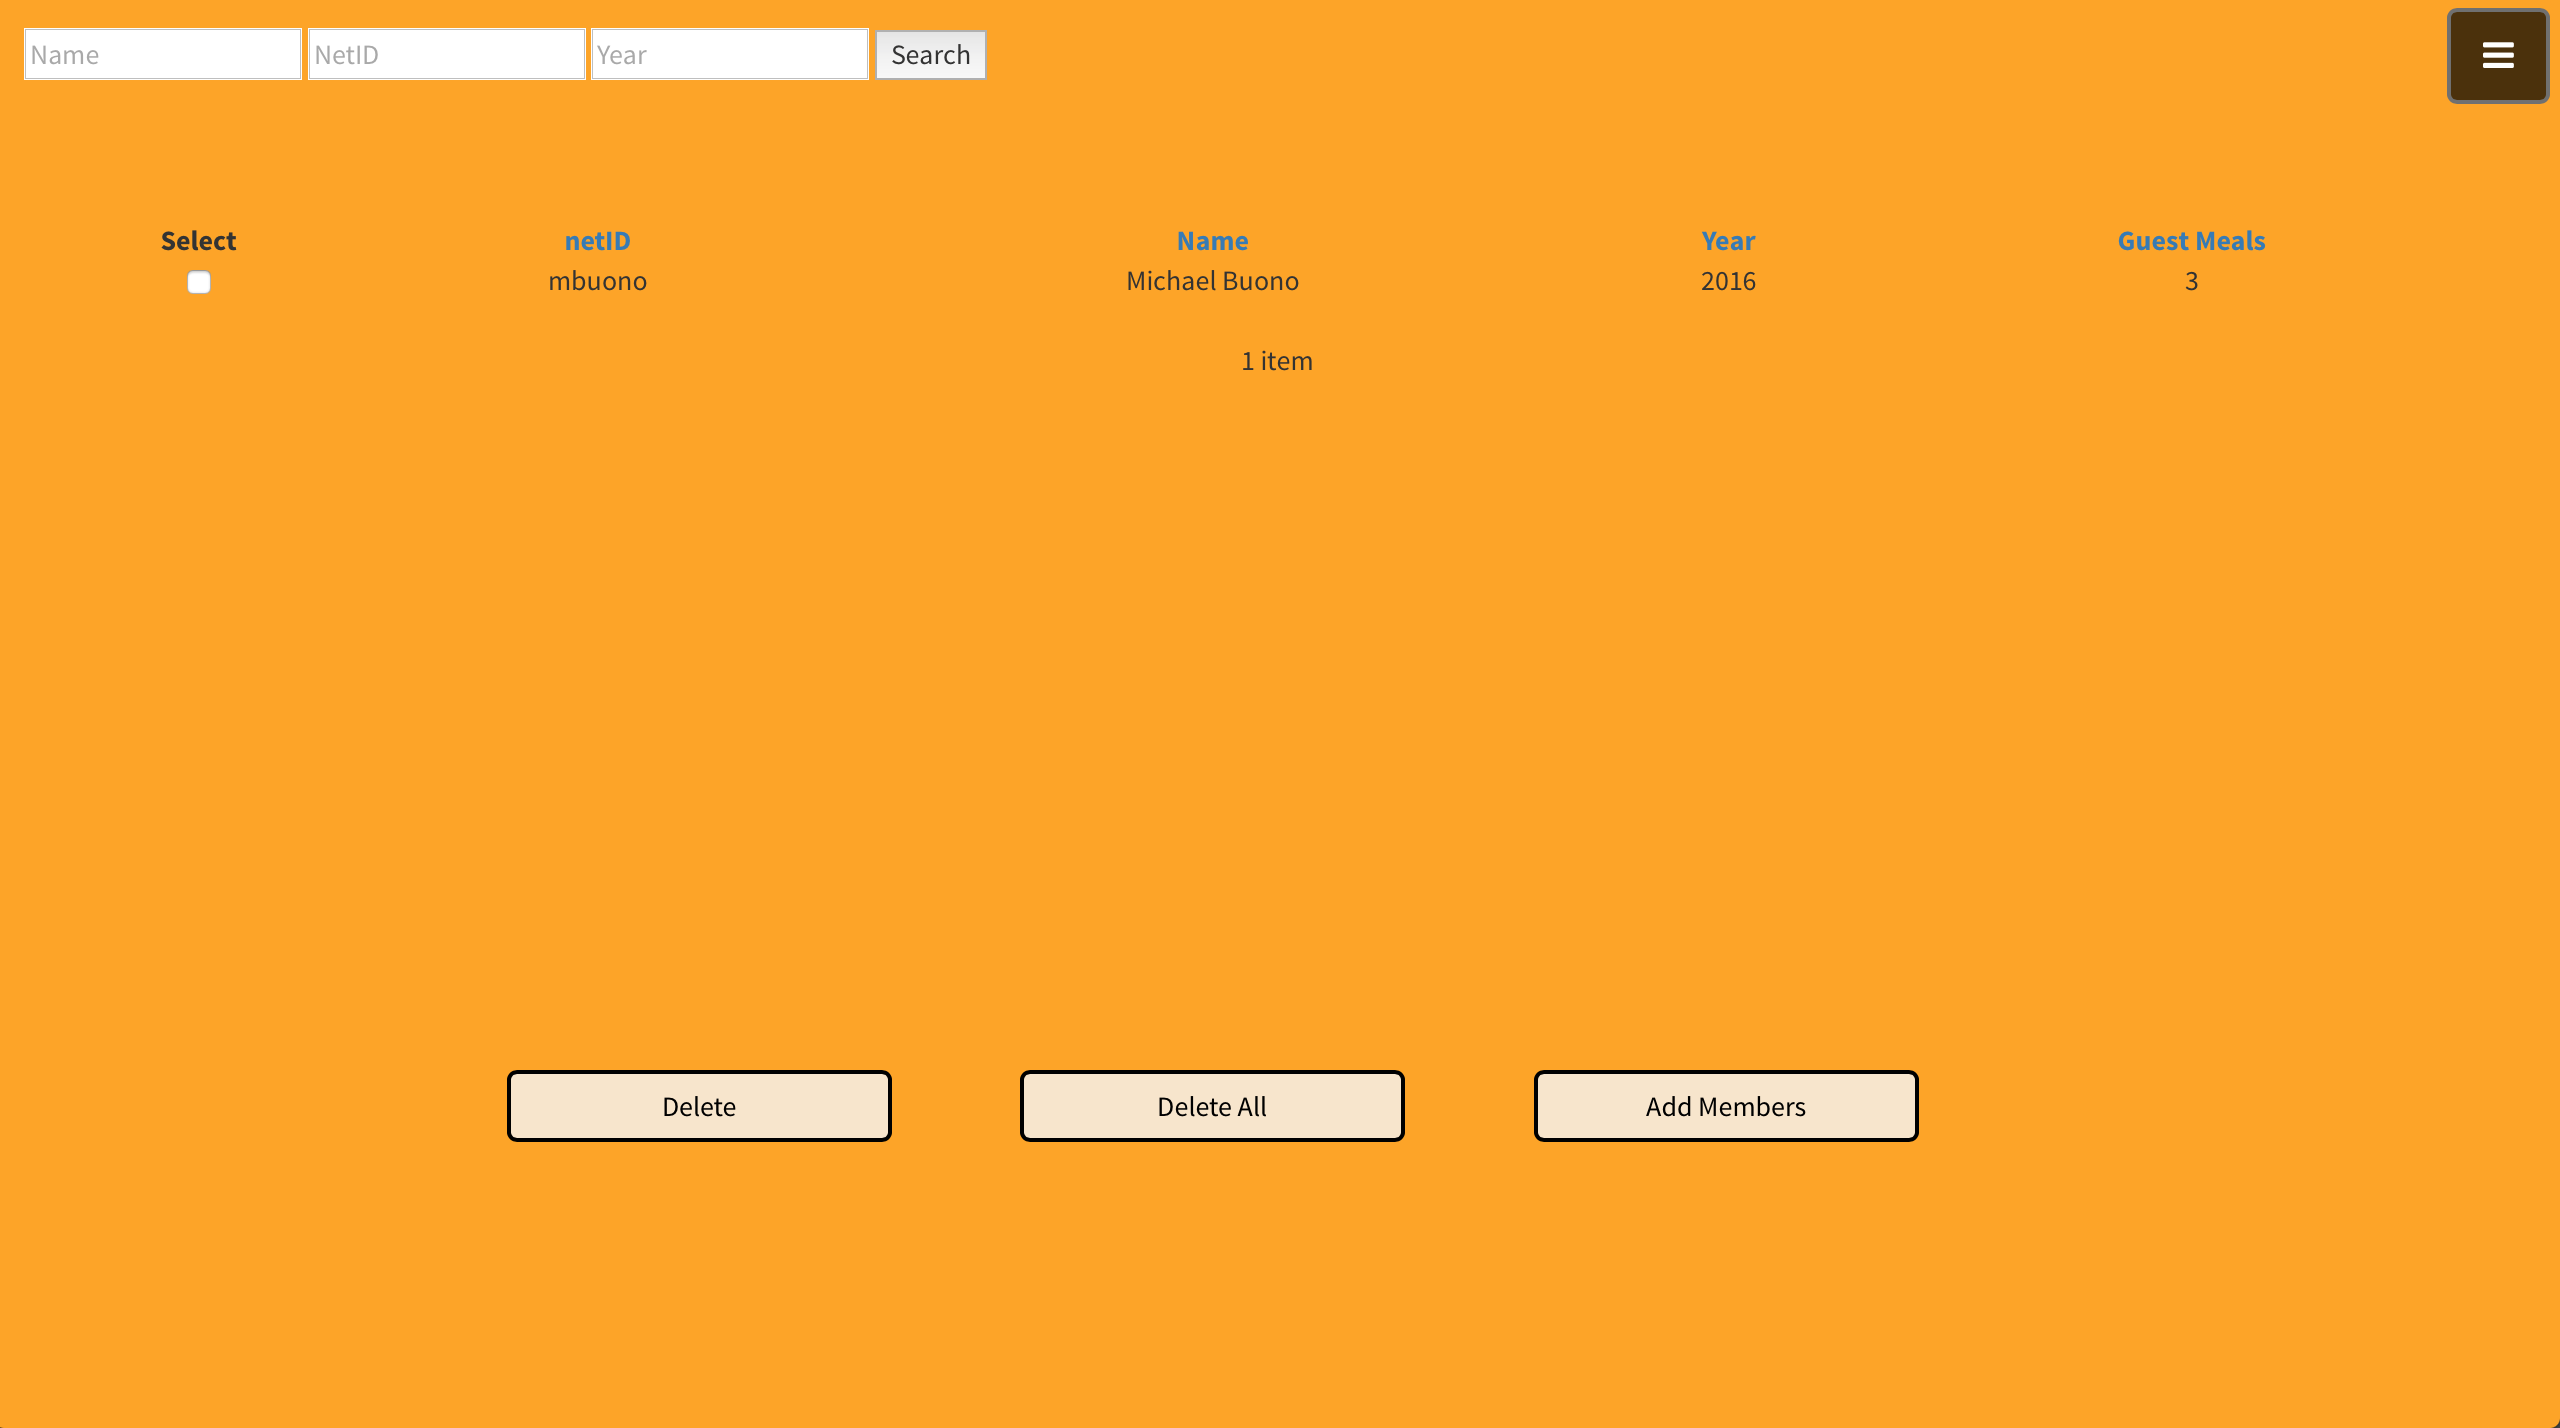 Name NetID Year Search
Select netID Name Year Guest Meals
mbuono Michael Buono 2016 3
1 item
Delete Delete All Add Members